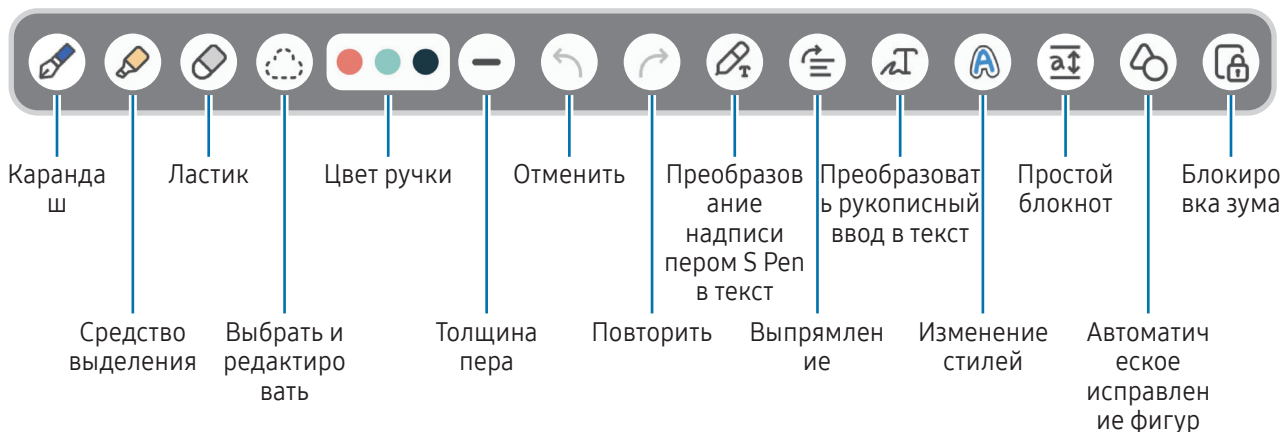 Каранда
ш
Ластик
Цвет ручки
Отменить
Преобразов
ание
надписи
пером S Pen
в текст
Преобразоват
ь рукописный
ввод в текст
Простой
блокнот
Блокиро
вка зума
Средство
выделения
Выбрать и
редактиро
вать
Толщина
пера
Повторить
Выпрямлен
ие
Изменение
стилей
Автоматич
еское
исправлен
ие фигур